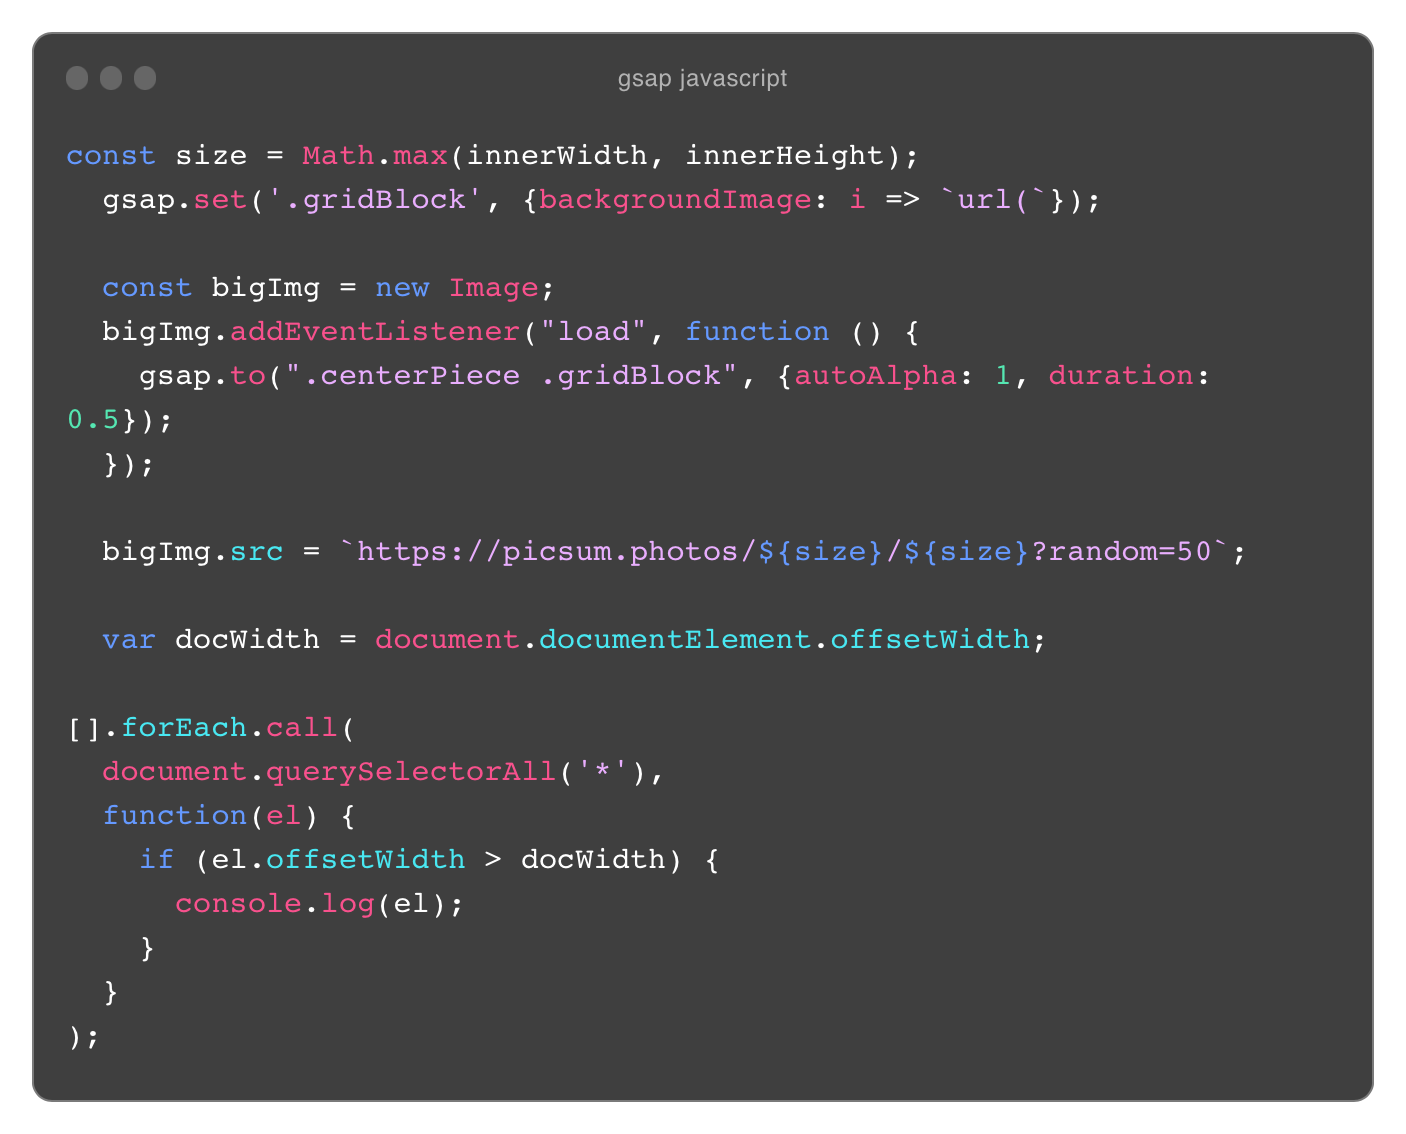 gsap javascript
const size = Math.max(innerWidth, innerHeight);
  gsap.set('.gridBlock', {backgroundImage: i => `url(`});

  const bigImg = new Image;
  bigImg.addEventListener("load", function () {
    gsap.to(".centerPiece .gridBlock", {autoAlpha: 1, duration:
0.5});
  });

  bigImg.src = `https://picsum.photos/${size}/${size}?random=50`;

  var docWidth = document.documentElement.offsetWidth;

[].forEach.call(
  document.querySelectorAll('*'),
  function(el) {
    if (el.offsetWidth > docWidth) {
      console.log(el);
    }
  }
);